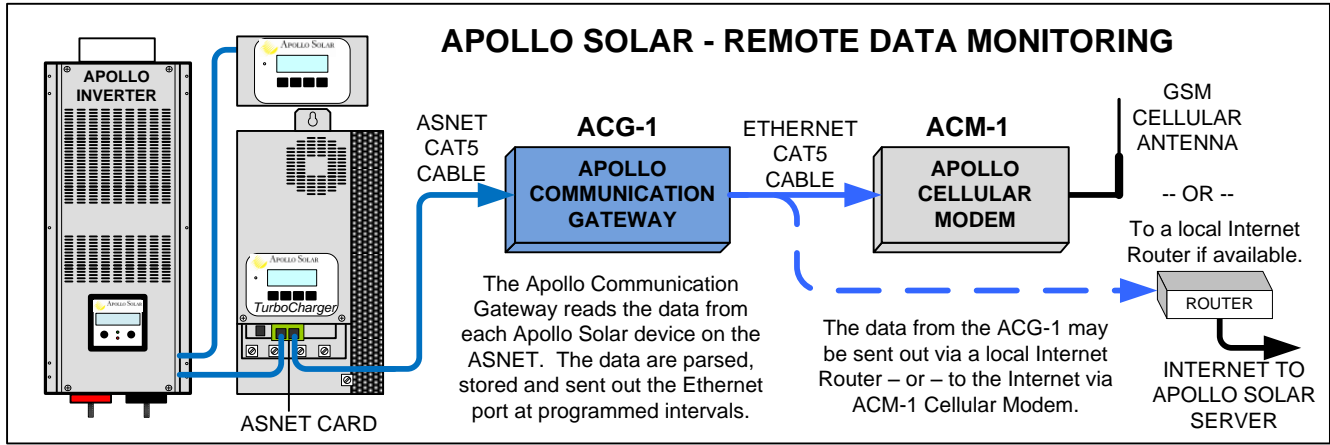 APOLLO SOLAR - REMOTE DATA MONITORING
APOLLO
INVERTER
APOLLO SOLAR
APOLLO SOLAR
APOLLO SOLAR
TurboCharger
ASNET CARD
ASNET
CAT5
CABLE
ACG-1
APOLLO
COMMUNICATION
GATEWAY
The Apollo Communication
Gateway reads the data from
each Apollo Solar device on the
ASNET. The data are parsed,
stored and sent out the Ethernet
port at programmed intervals.
ETHERNET
CAT5
CABLE
ACM-1
APOLLO
CELLULAR
MODEM
The data from the ACG-1 may
be sent out via a local Internet
Router – or – to the Internet via
ACM-1 Cellular Modem.
GSM
CELLULAR
ANTENNA
-- OR --
To a local Internet
Router if available.
ROUTER
INTERNET TO
APOLLO SOLAR
SERVER